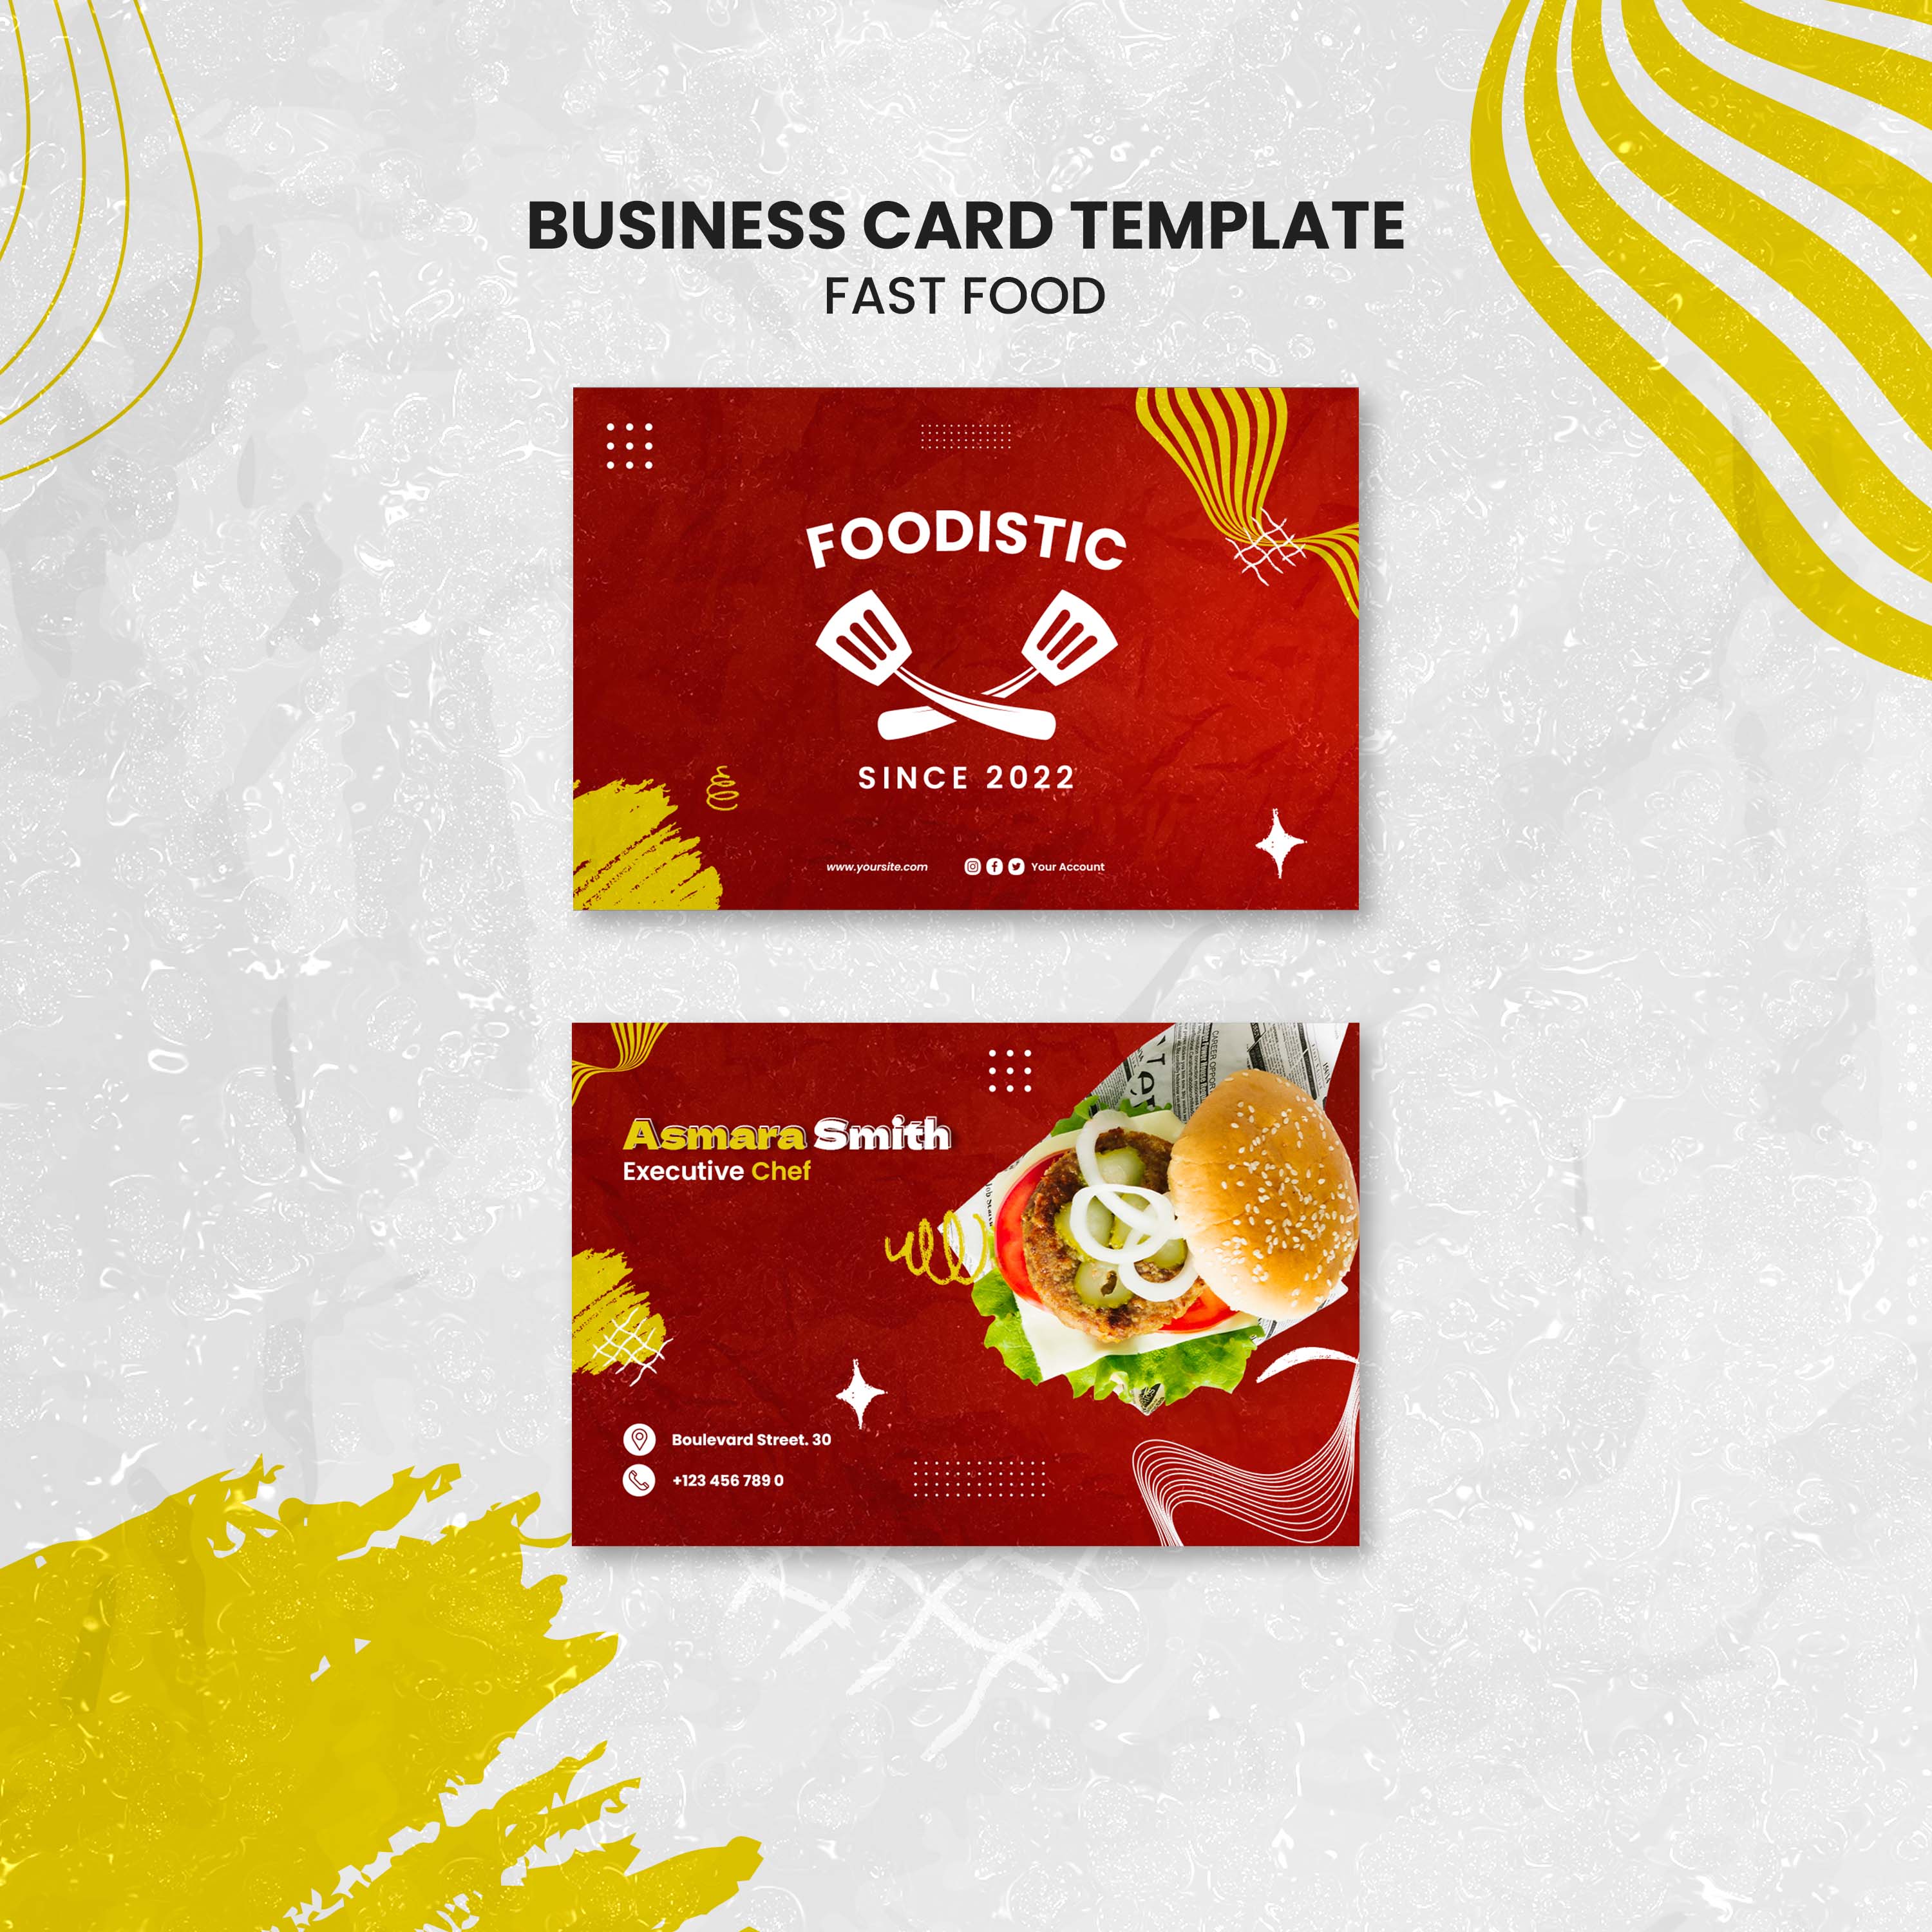 BUSINESS CARD TEMPLATE
FAST FOOD
FOODISTIC
SINCE 2022
www.yoursite.com Your Account
Asmara Smith
Executive Chef
Boulevard Street. 30
+123 456 789 0